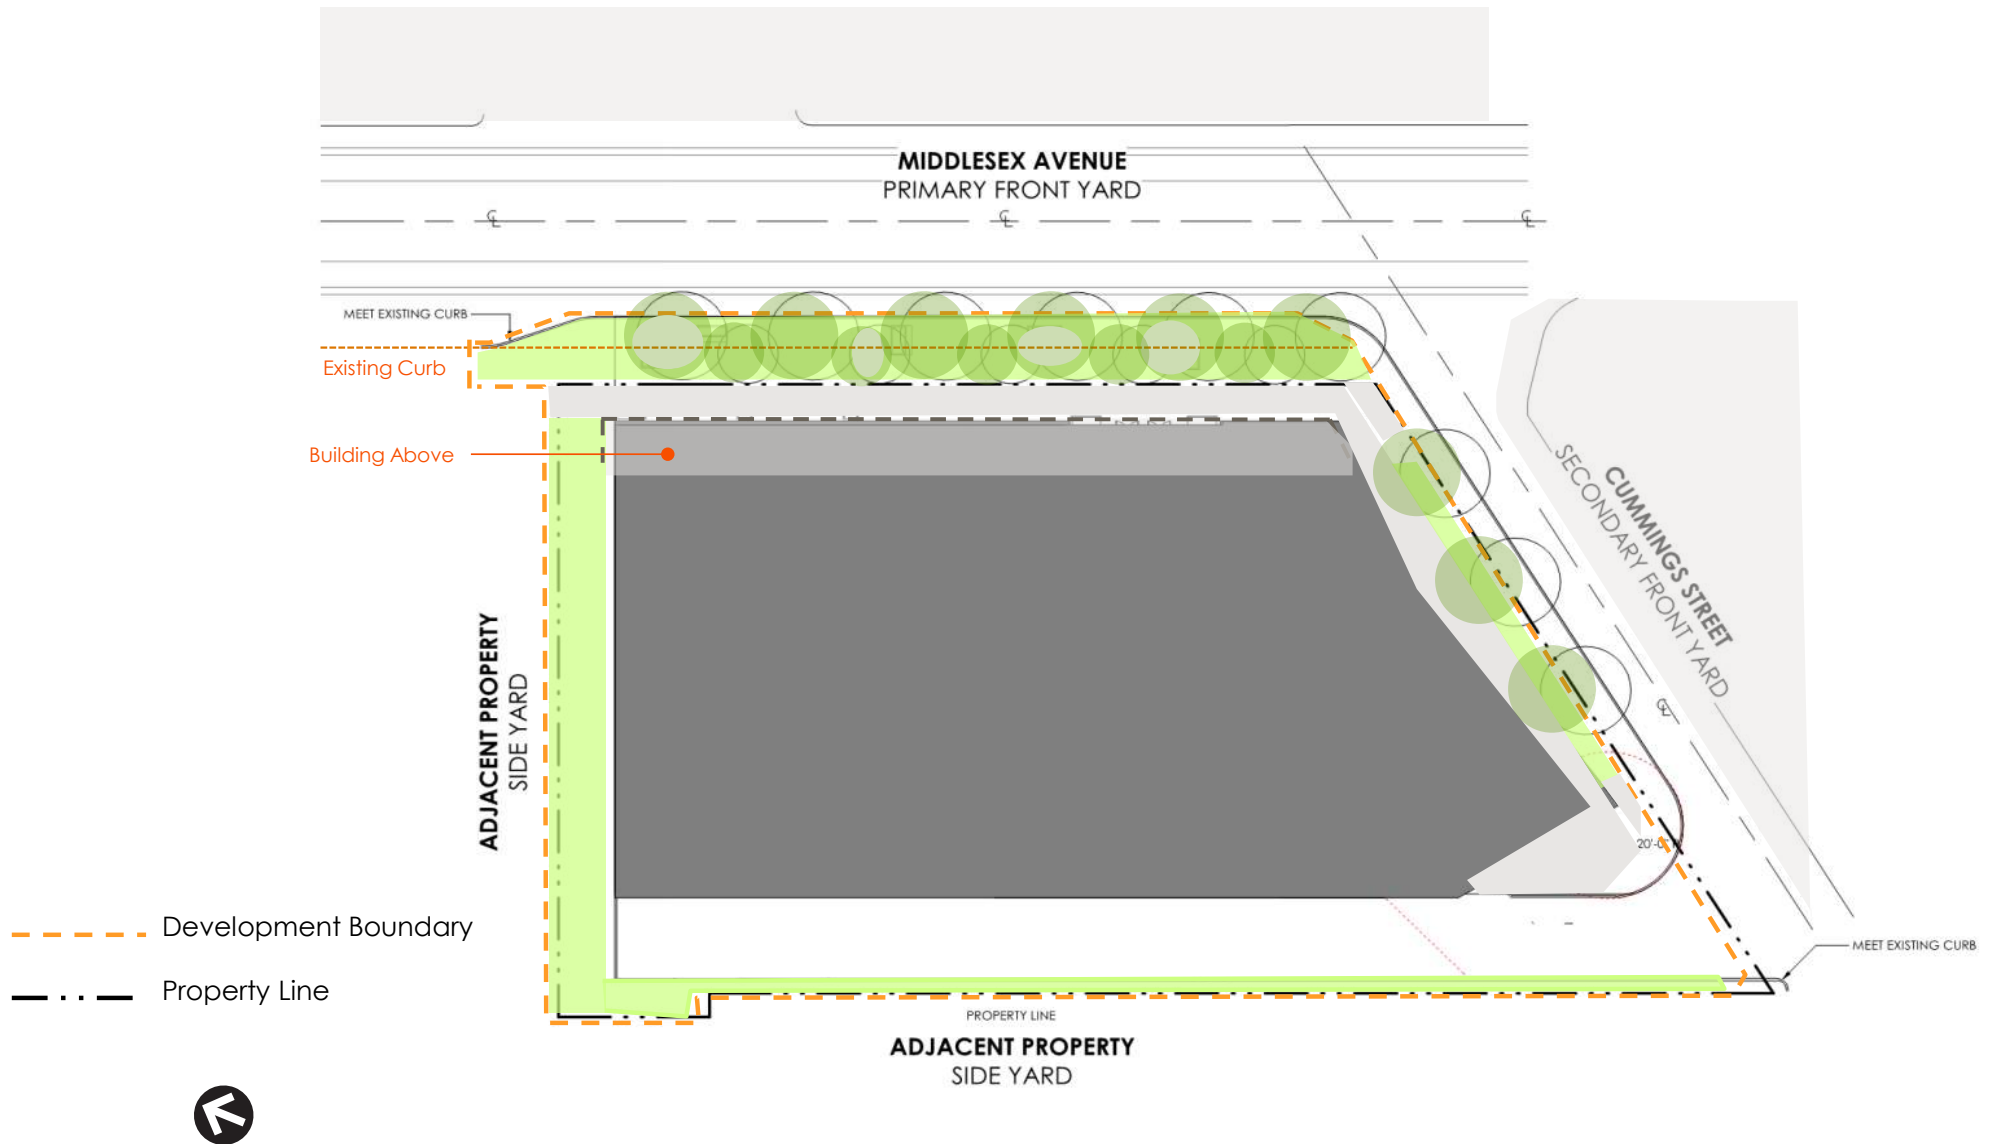 MIDDLESEX AVENUE
PRIMARY FRONT YARD
MEET EXISTING CURB
Existing Curb
Building Above
CUMMINGS STREET
SECONDARY FRONT YARD
ADJACENT PROPERTY
SIDE YARD
20'-0"
Development Boundary
MEET EXISTING CURB
Property Line
PROPERTY LINE
ADJACENT PROPERTY
SIDE YARD